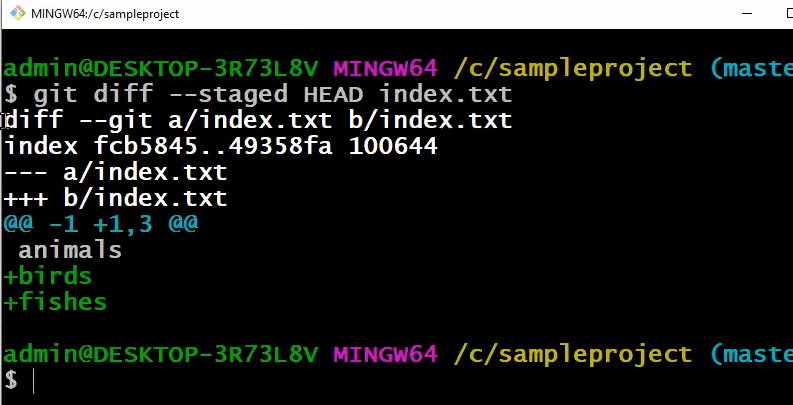 MINGW64:/c/sampleproject
admin@DESKTOP-3R73L8V MINGW64 /c/sampleproject (maste
$ git diff --staged HEAD index.txt
diff --git a/index.txt b/index.txt
index fcb5845..49358fa 100644
--- a/index.txt
+++ b/index.txt
@@ -1 +1,3 @@
 animals
+birds
+fishes
admin@DESKTOP-3R73L8V MINGW64 /c/sampleproject (maste
$